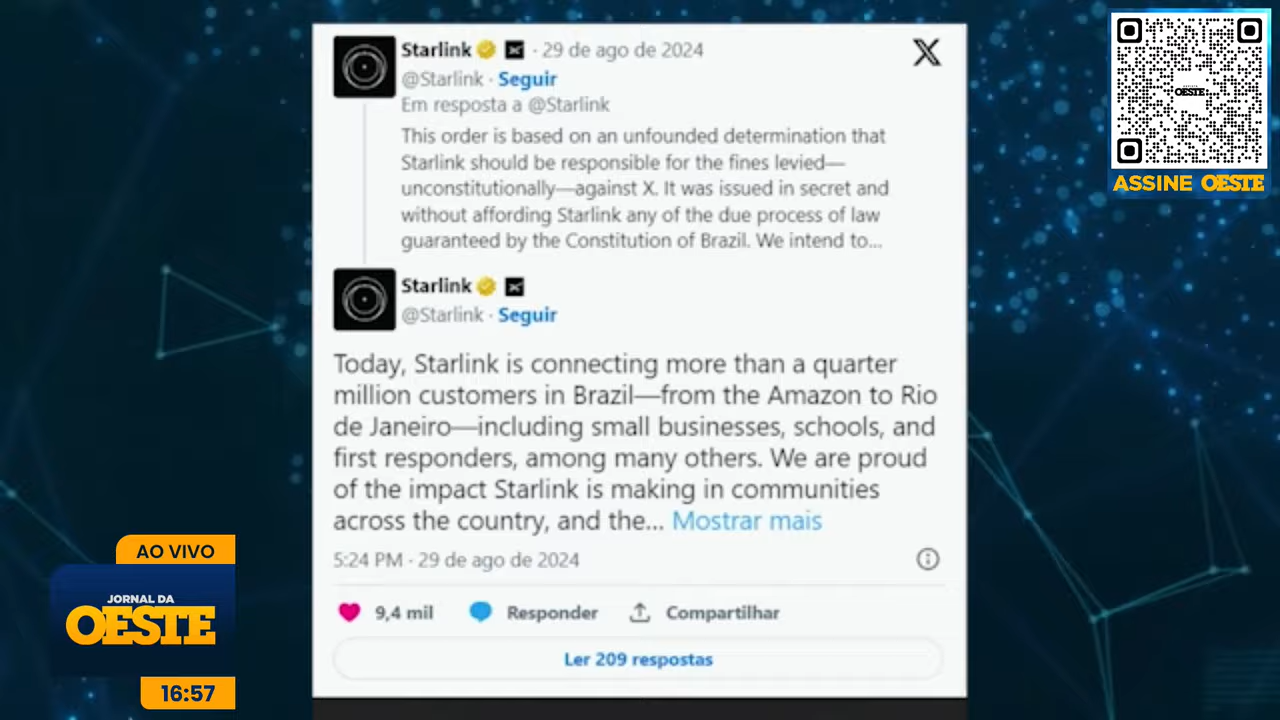 Starlink · 29 de ago de 2024
@Starlink · Seguir
Em resposta a @Starlink
This order is based on an unfounded determination that
Starlink should be responsible for the fines levied—
unconstitutionally—against X. It was issued in secret and
without affording Starlink any of the due process of law
guaranteed by the Constitution of Brazil. We intend to...
Starlink
@Starlink · Seguir
Today, Starlink is connecting more than a quarter
million customers in Brazil—from the Amazon to Rio
de Janeiro—including small businesses, schools, and
first responders, among many others. We are proud
of the impact Starlink is making in communities
across the country, and the... Mostrar mais
5:24 PM · 29 de ago de 2024
9,4 mil Responder Compartilhar
Ler 209 respostas
OESTE
ASSINE OESTE
AO VIVO
JORNAL DA
OESTE
16:57